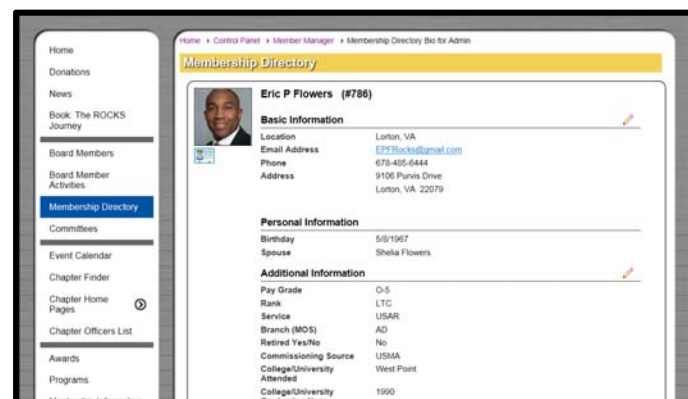 Home › Control Panel › Member Manager › Membership Directory Bio for Admin
Membership Directory
Home
Donations
News
Book: The ROCKS
Journey
Board Members
Board Member
Activities
Membership Directory
Committees
Event Calendar
Chapter Finder
Chapter Home
Pages
Chapter Officers List
Awards
Programs
Eric P Flowers (#786)
Basic Information
Location Lorton, VA
Email Address EPFRocks@gmail.com
Phone 678-485-6444
Address 9106 Purvis Drive
Lorton, VA 22079
Personal Information
Birthday 5/8/1967
Spouse Shelia Flowers
Additional Information
Pay Grade O-5
Rank LTC
Service USAR
Branch (MOS) AD
Retired Yes/No No
Commissioning Source USMA
College/University West Point
Attended
College/University 1990